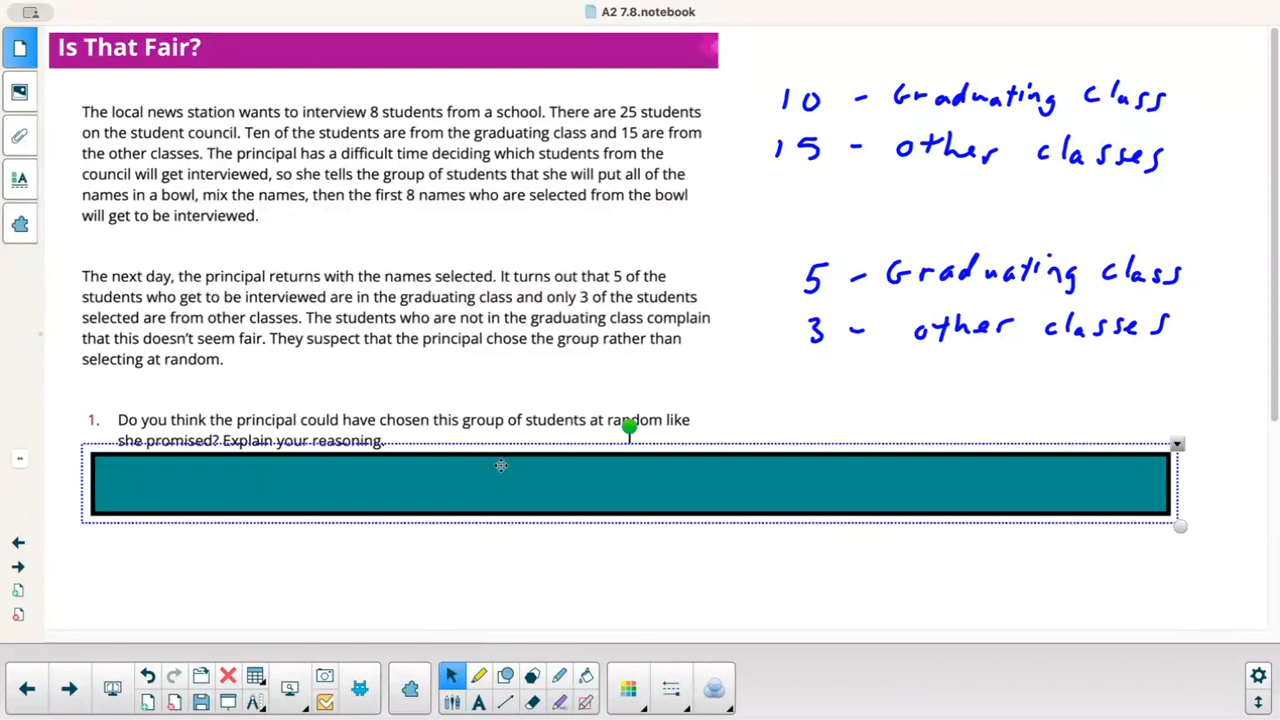 A2 7.8.notebook
Is That Fair?
10 - Graduating class
15 - other classes
The local news station wants to interview 8 students from a school. There are 25 students
on the student council. Ten of the students are from the graduating class and 15 are from
the other classes. The principal has a difficult time deciding which students from the
council will get interviewed, so she tells the group of students that she will put all of the
names in a bowl, mix the names, then the first 8 names who are selected from the bowl
will get to be interviewed.
5 - Graduating class
3 - other classes
The next day, the principal returns with the names selected. It turns out that 5 of the
students who get to be interviewed are in the graduating class and only 3 of the students
selected are from other classes. The students who are not in the graduating class complain
that this doesn't seem fair. They suspect that the principal chose the group rather than
selecting at random.
1. Do you think the principal could have chosen this group of students at random like
she promised? Explain your reasoning.